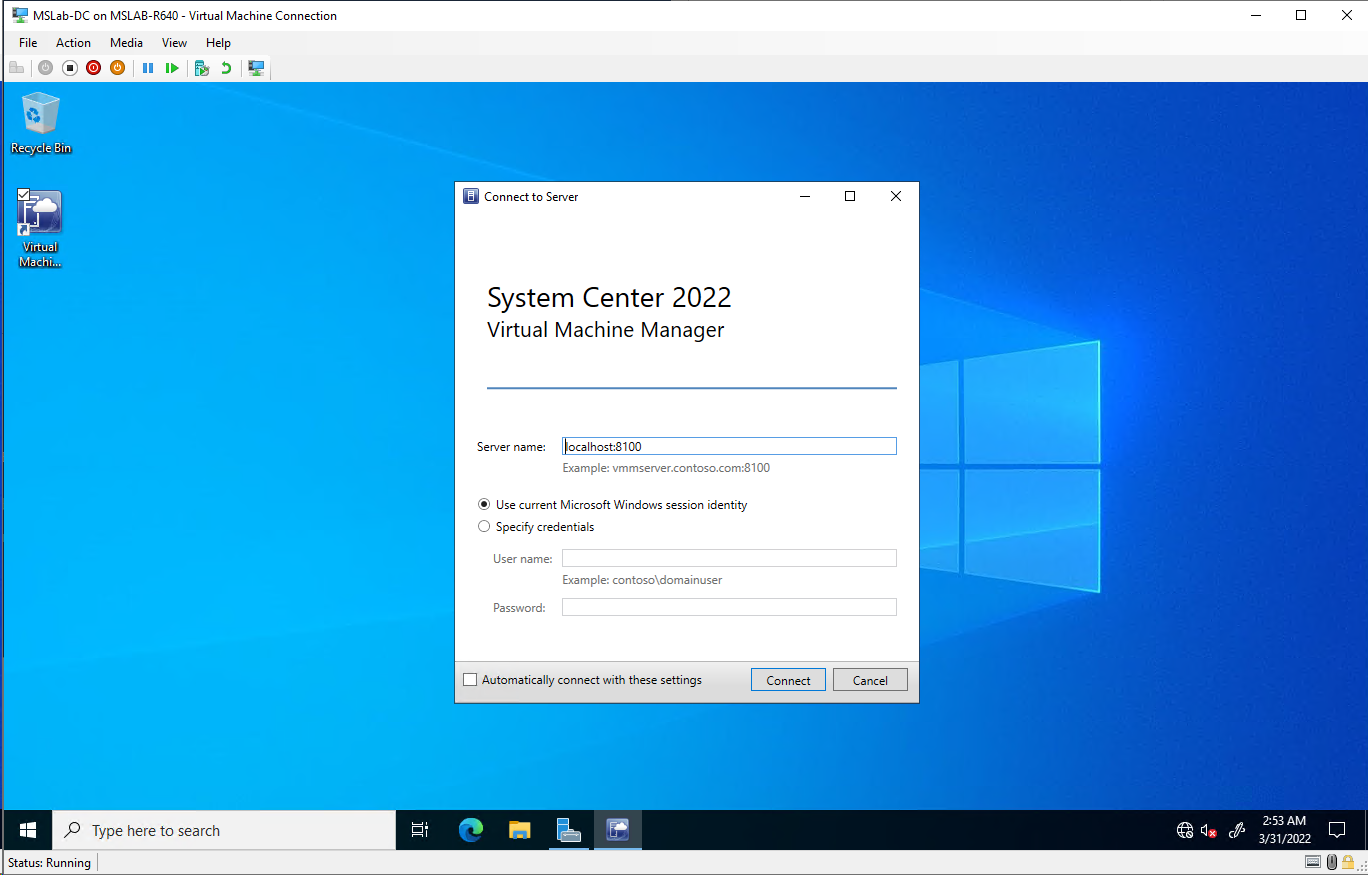 MSLab-DC on MSLAB-R640 - Virtual Machine Connection
File Action Media View Help
Recycle Bin
Virtual
Machi...
Connect to Server
System Center 2022
Virtual Machine Manager
Server name: localhost:8100
Example: vmmserver.contoso.com:8100
Use current Microsoft Windows session identity
Specify credentials
User name:
Example: contoso\domainuser
Password:
Automatically connect with these settings Connect Cancel
Type here to search
2:53 AM
3/31/2022
Status: Running